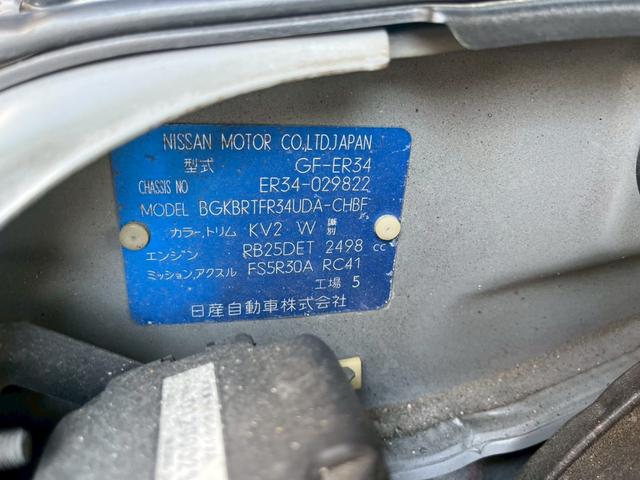 NISSAN MOTOR CO.,LTD.JAPAN
型式 GF-ER34
CHASSIS NO ER34-029822
MODEL BGKBRTFR34UDA-CHBF
カラー,トリム KV2 W 識別
エンジン RB25DET 2498 cc
ミッション,アクスル FS5R30A RC41
工場 5
日産自動車株式会社